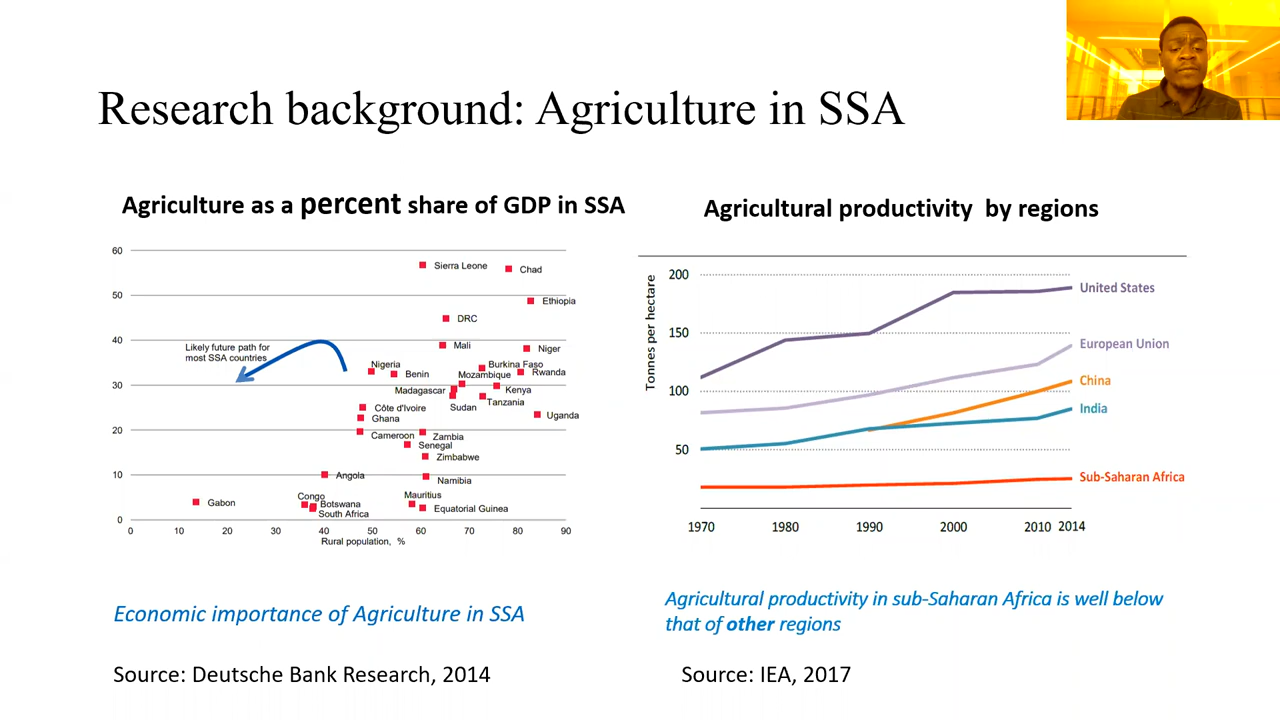 Research background: Agriculture in SSA
Agriculture as a percent share of GDP in SSA
60
50
40
30
20
10
0
0
10
20
30
40
50
60
70
80
90
Rural population, %
Likely future path for
most SSA countries
Sierra Leone
Chad
Ethiopia
DRC
Mali
Niger
Nigeria
Benin
Burkina Faso
Mozambique
Rwanda
Madagascar
Kenya
Sudan
Tanzania
Côte d'Ivoire
Ghana
Uganda
Cameroon
Zambia
Senegal
Zimbabwe
Angola
Namibia
Gabon
Congo
Botswana
South Africa
Mauritius
Equatorial Guinea
Economic importance of Agriculture in SSA
Source: Deutsche Bank Research, 2014
Agricultural productivity by regions
Tonnes per hectare
200
150
100
50
1970
1980
1990
2000
2010
2014
United States
European Union
China
India
Sub-Saharan Africa
Agricultural productivity in sub-Saharan Africa is well below
that of other regions
Source: IEA, 2017